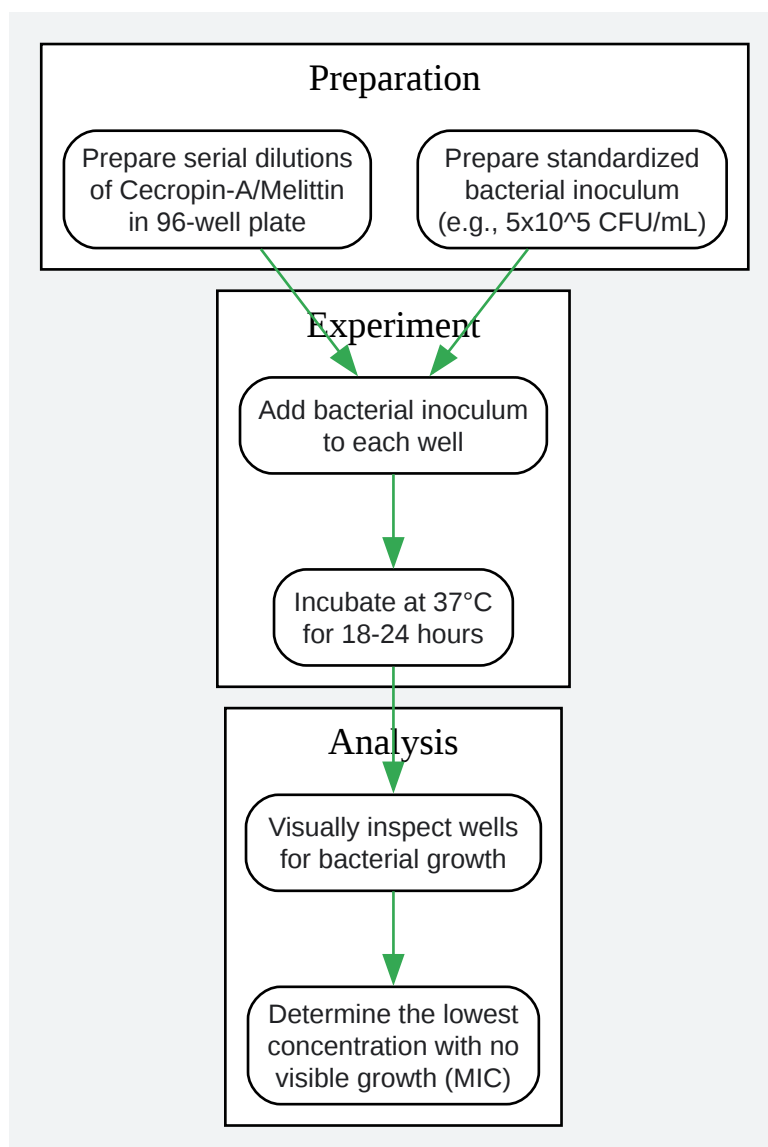 Preparation
Prepare serial dilutions
of Cecropin-A/Melittin
in 96-well plate
Prepare standardized
bacterial inoculum
(e.g., 5x10^5 CFU/mL)
Experiment
Add bacterial inoculum
to each well
Incubate at 37°C
for 18-24 hours
Analysis
Visually inspect wells
for bacterial growth
Determine the lowest
concentration with no
visible growth (MIC)